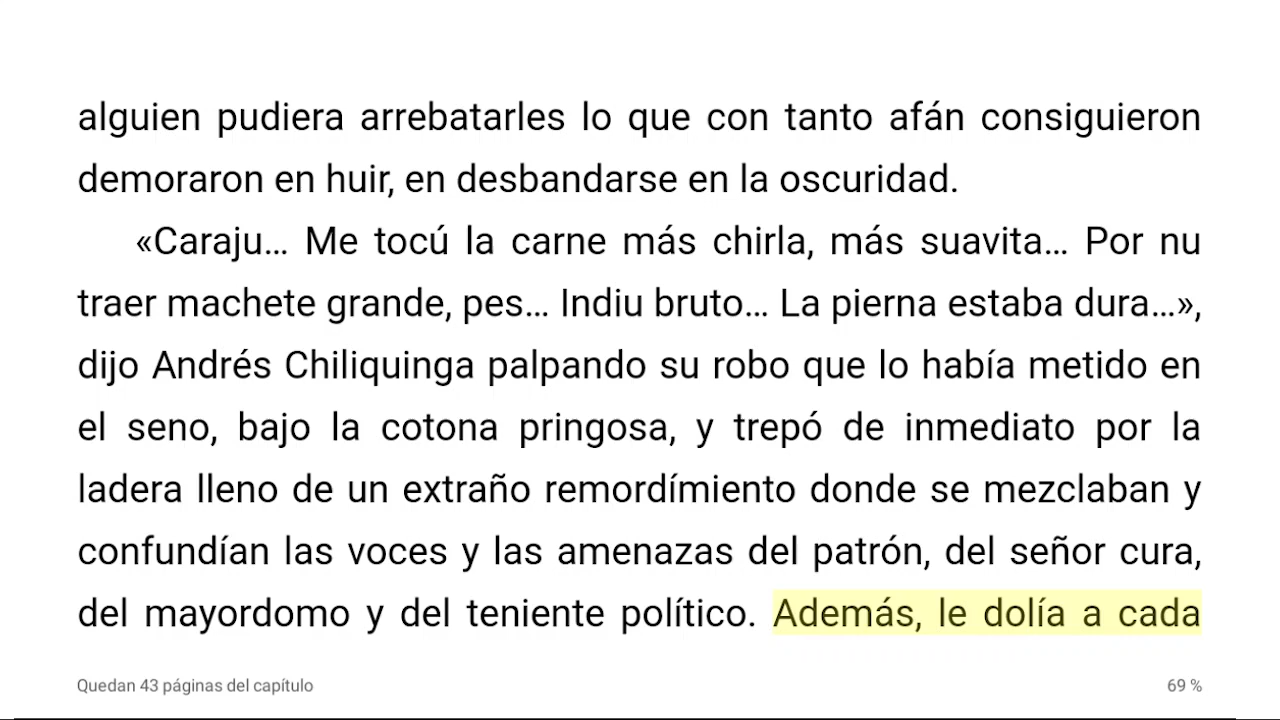 alguien pudiera arrebatarles lo que con tanto afán consiguieron
demoraron en huir, en desbandarse en la oscuridad.
«Caraju… Me tocú la carne más chirla, más suavita… Por nu
traer machete grande, pes… Indiu bruto… La pierna estaba dura…»,
dijo Andrés Chiliquinga palpando su robo que lo había metido en
el seno, bajo la cotona pringosa, y trepó de inmediato por la
ladera lleno de un extraño remordímiento donde se mezclaban y
confundían las voces y las amenazas del patrón, del señor cura,
del mayordomo y del teniente político. Además, le dolía a cada
Quedan 43 páginas del capítulo
69 %